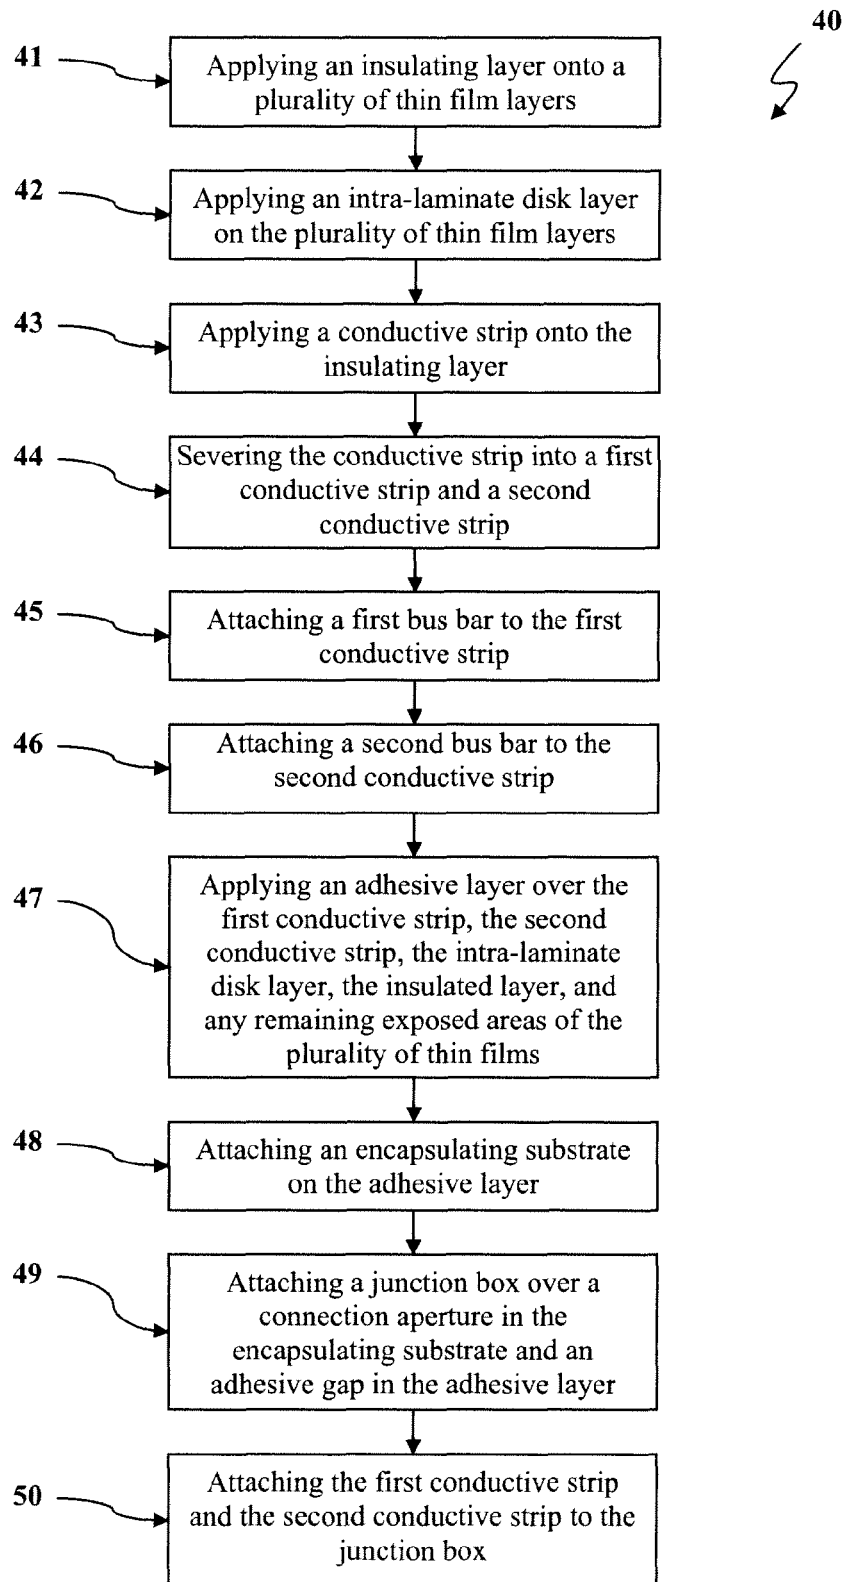 40
41
Applying an insulating layer onto a
plurality of thin film layers
42
Applying an intra-laminate disk layer
on the plurality of thin film layers
43
Applying a conductive strip onto the
insulating layer
44
Severing the conductive strip into a first
conductive strip and a second
conductive strip
45
Attaching a first bus bar to the first
conductive strip
46
Attaching a second bus bar to the
second conductive strip
47
Applying an adhesive layer over the
first conductive strip, the second
conductive strip, the intra-laminate
disk layer, the insulated layer, and
any remaining exposed areas of the
plurality of thin films
48
Attaching an encapsulating substrate
on the adhesive layer
49
Attaching a junction box over a
connection aperture in the
encapsulating substrate and an
adhesive gap in the adhesive layer
50
Attaching the first conductive strip
and the second conductive strip to the
junction box